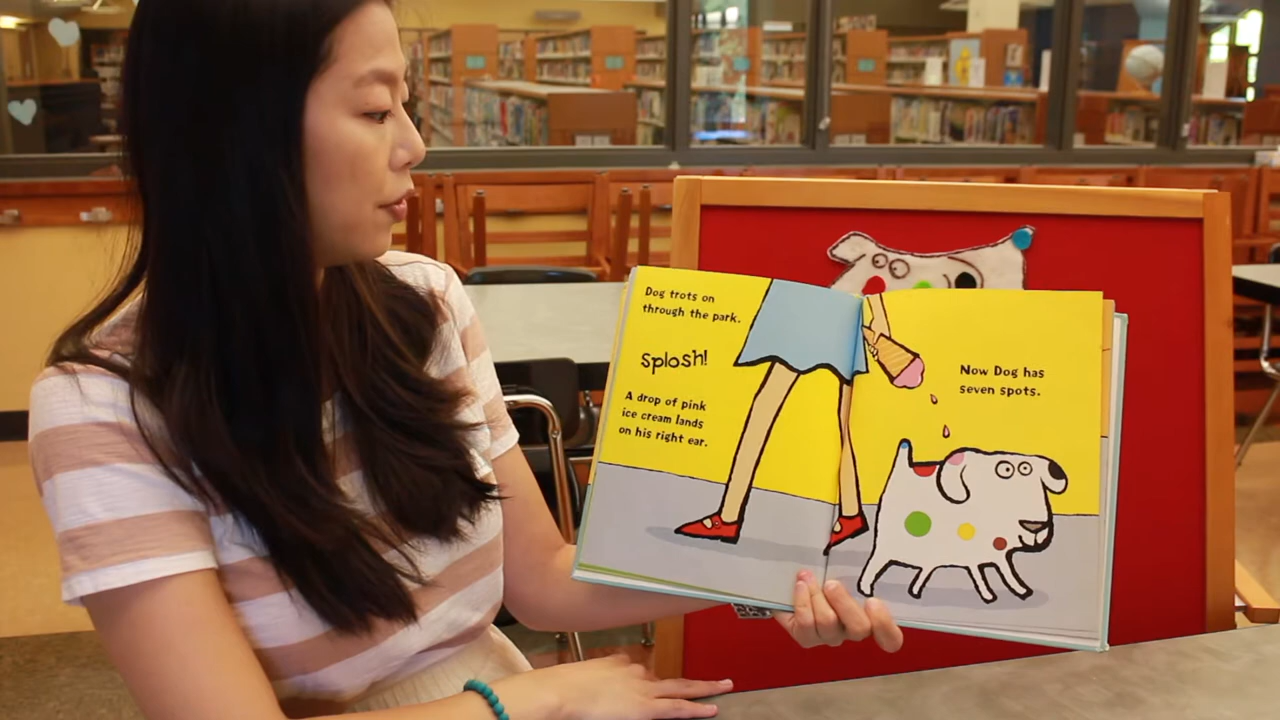 Dog trots on
through the park.
splosh!
A drop of pink
ice cream lands
on his right ear.
Now Dog has
seven spots.